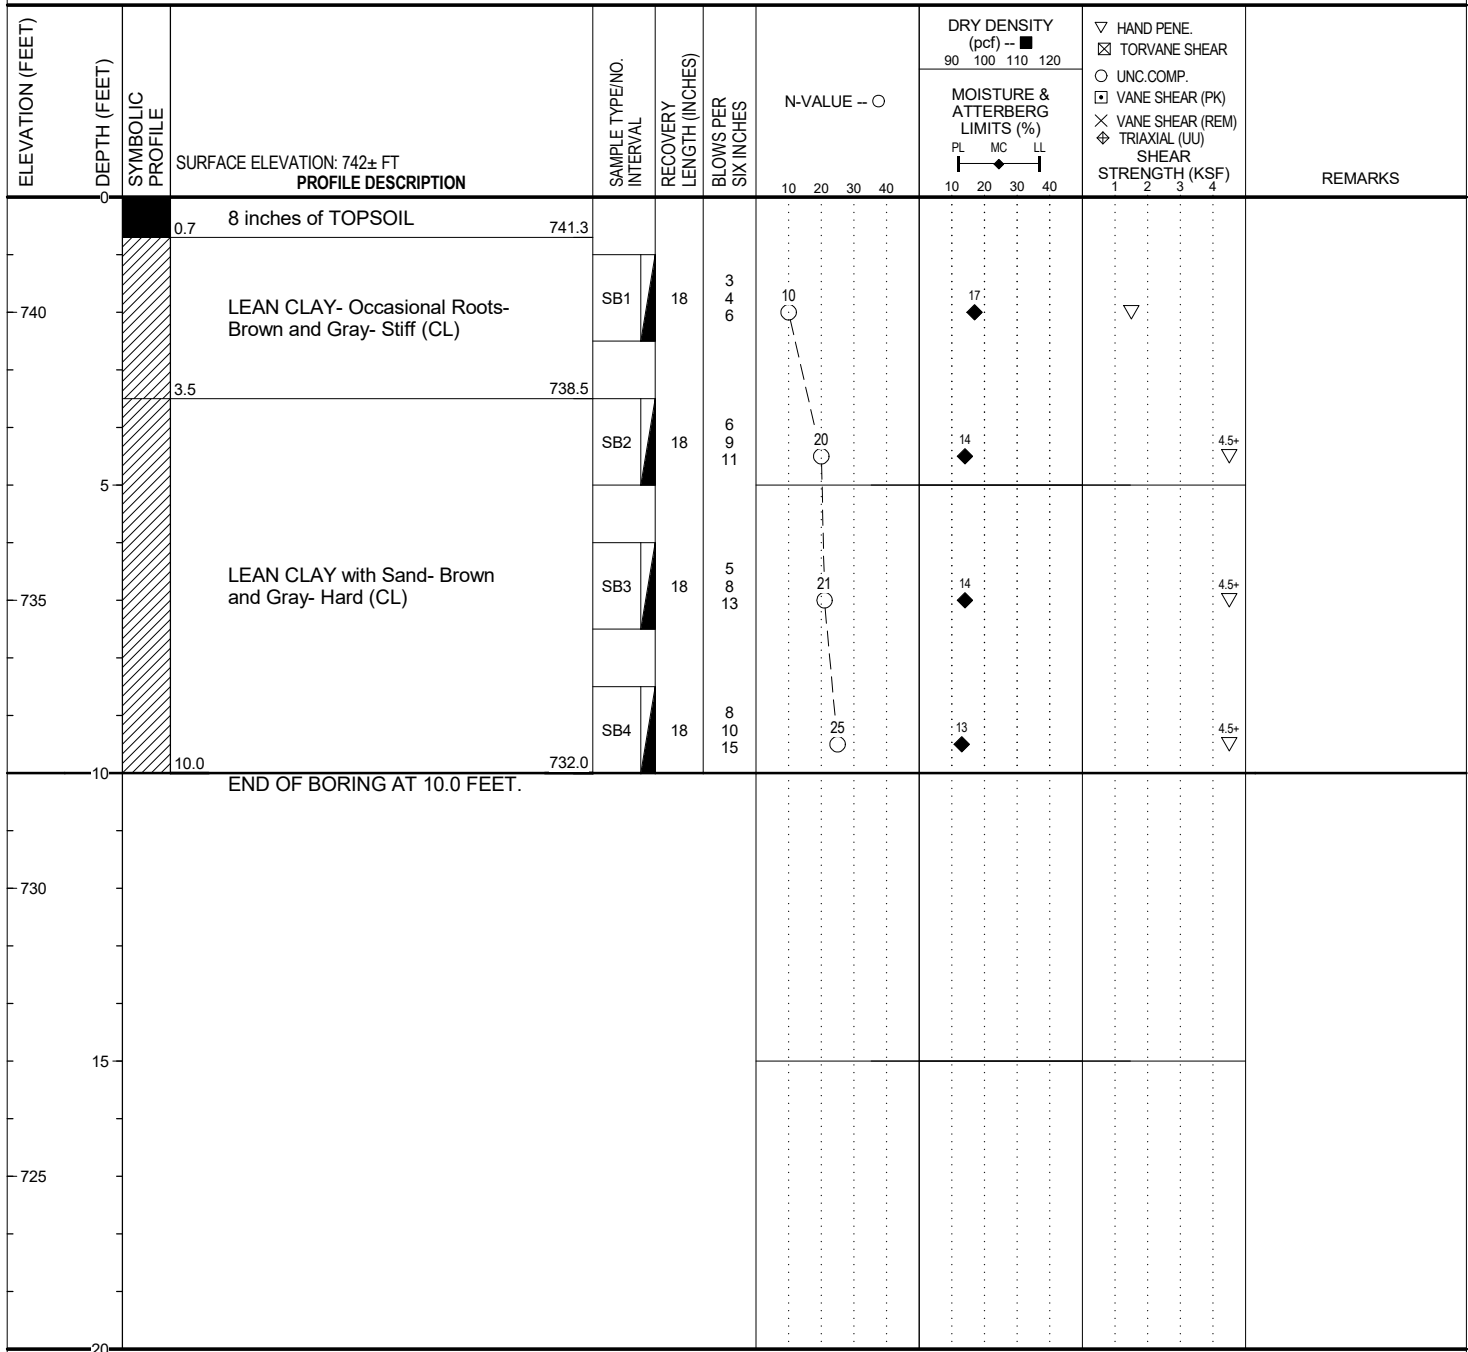 ELEVATION (FEET)
DEPTH (FEET)
SYMBOLIC
PROFILE
SURFACE ELEVATION: 742± FT
PROFILE DESCRIPTION
SAMPLE TYPE/NO.
INTERVAL
RECOVERY
LENGTH (INCHES)
BLOWS PER
SIX INCHES
N-VALUE -- O
10 20 30 40
DRY DENSITY
(pcf) -- ■
90 100 110 120
MOISTURE &
ATTERBERG
LIMITS (%)
PL MC LL
10 20 30 40
▽ HAND PENE.
☒ TORVANE SHEAR
○ UNC.COMP.
⊡ VANE SHEAR (PK)
× VANE SHEAR (REM)
TRIAXIAL (UU)
SHEAR
STRENGTH (KSF)
1 2 3 4
REMARKS
0
8 inches of TOPSOIL
0.7 741.3
740
LEAN CLAY- Occasional Roots-
Brown and Gray- Stiff (CL)
SB1
18
3
4
6
10
17
3.5 738.5
SB2
18
6
9
11
20
14
4.5+
5
735
LEAN CLAY with Sand- Brown
and Gray- Hard (CL)
SB3
18
5
8
13
21
14
4.5+
SB4
18
8
10
15
25
13
4.5+
10.0 732.0
10
END OF BORING AT 10.0 FEET.
730
15
725
20